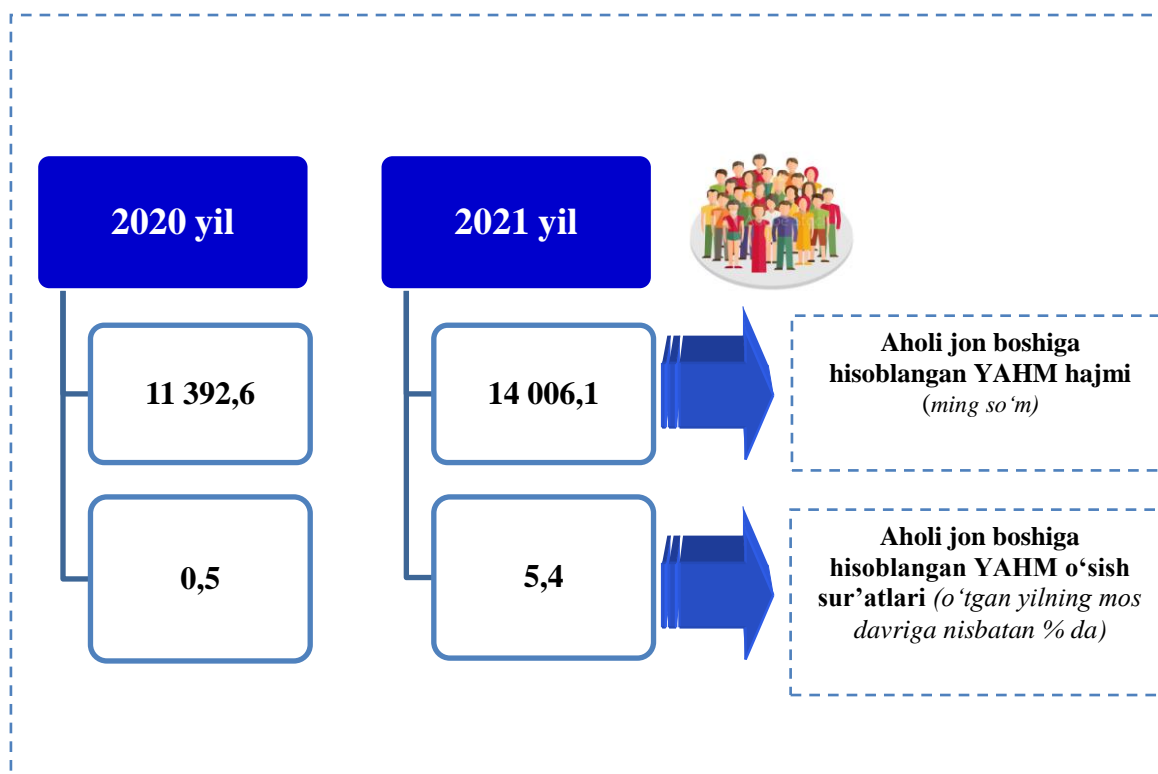 2020 yil
2021 yil
11 392,6
14 006,1
Aholi jon boshiga
hisoblangan YAHM hajmi
(ming so‘m)
0,5
5,4
Aholi jon boshiga
hisoblangan YAHM o‘sish
sur’atlari (o‘tgan yilning mos
davriga nisbatan % da)